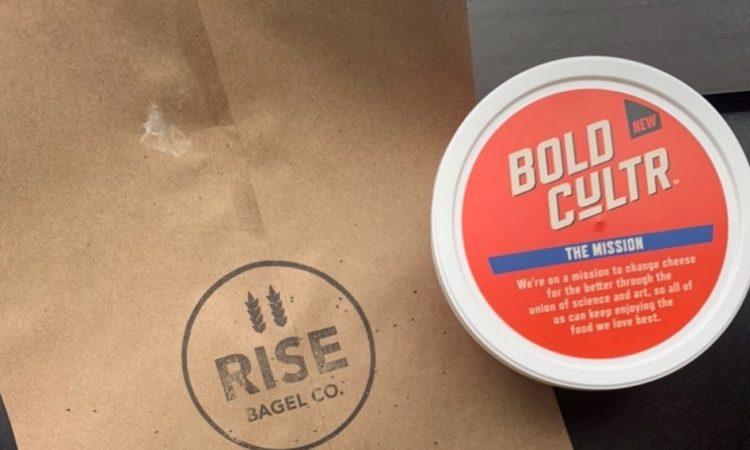 RISE
BAGEL CO.
NEW
BOLD
CULTR™
THE MISSION
We're on a mission to change cheese
for the better through the
union of science and art, so all of
us can keep enjoying the
food we love best.